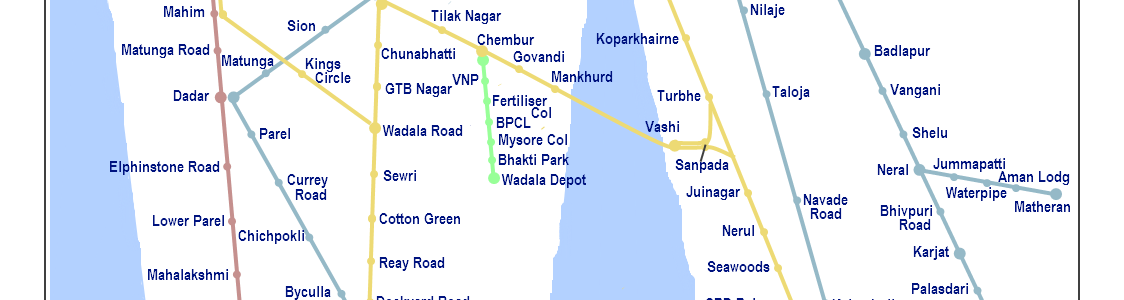 Mahim
Sion
Tilak Nagar
Nilaje
Matunga Road
Matunga
Kings
Circle
Chunabhatti
Chembur
Govandi
Mankhurd
Koparkhairne
Badlapur
Dadar
GTB Nagar
VNP
Fertiliser
Col
BPCL
Turbhe
Taloja
Vangani
Parel
Wadala Road
Mysore Col
Vashi
Shelu
Elphinstone Road
Bhakti Park
Sanpada
Neral
Jummapatti
Aman Lodg
Currey
Road
Sewri
Wadala Depot
Juinagar
Waterpipe
Matheran
Navade
Road
Lower Parel
Chichpokli
Cotton Green
Nerul
Bhivpuri
Road
Karjat
Mahalakshmi
Reay Road
Seawoods
Byculla
Palasdari